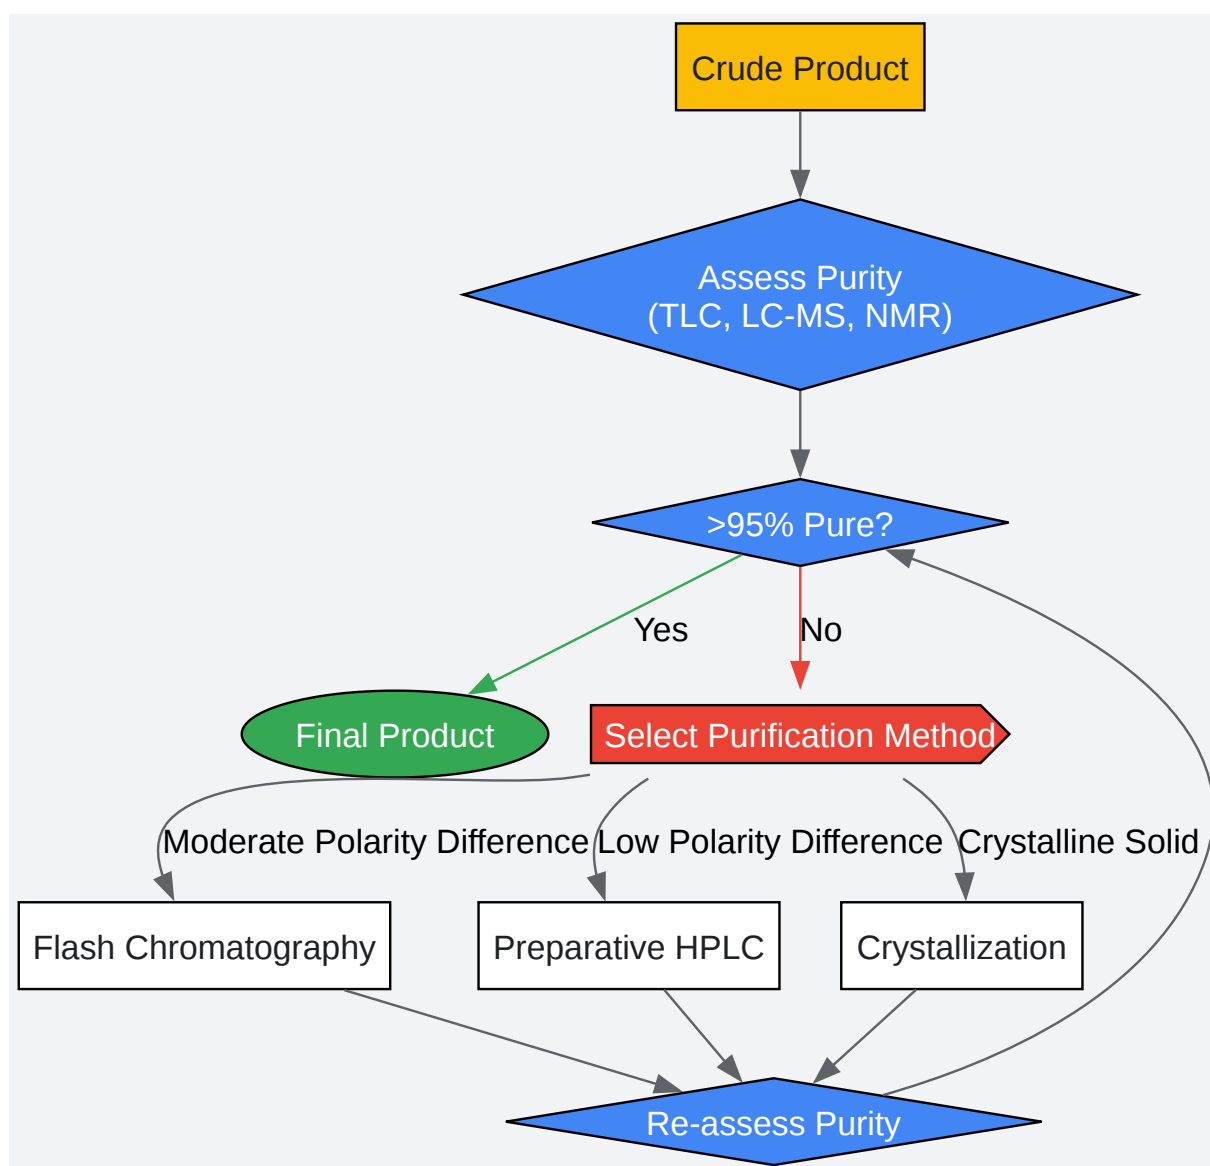 Crude Product
Assess Purity
(TLC, LC-MS, NMR)
>95% Pure?
Yes
No
Final Product
Select Purification Method
Moderate Polarity Difference
Low Polarity Difference
Crystalline Solid
Flash Chromatography
Preparative HPLC
Crystallization
Re-assess Purity